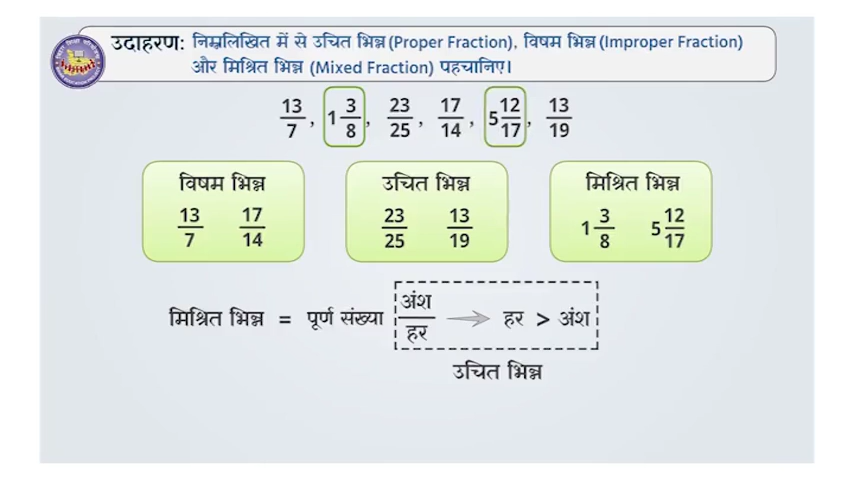 उदाहरण: निम्नलिखित में से उचित भिन्न (Proper Fraction), विषम भिन्न (Improper Fraction)
और मिश्रित भिन्न (Mixed Fraction) पहचानिए।
13/7, 1 3/8, 23/25, 17/14, 5 12/17, 13/19
विषम भिन्न
13/7 17/14
उचित भिन्न
23/25 13/19
मिश्रित भिन्न
1 3/8 5 12/17
मिश्रित भिन्न = पूर्ण संख्या अंश/हर → हर > अंश
उचित भिन्न